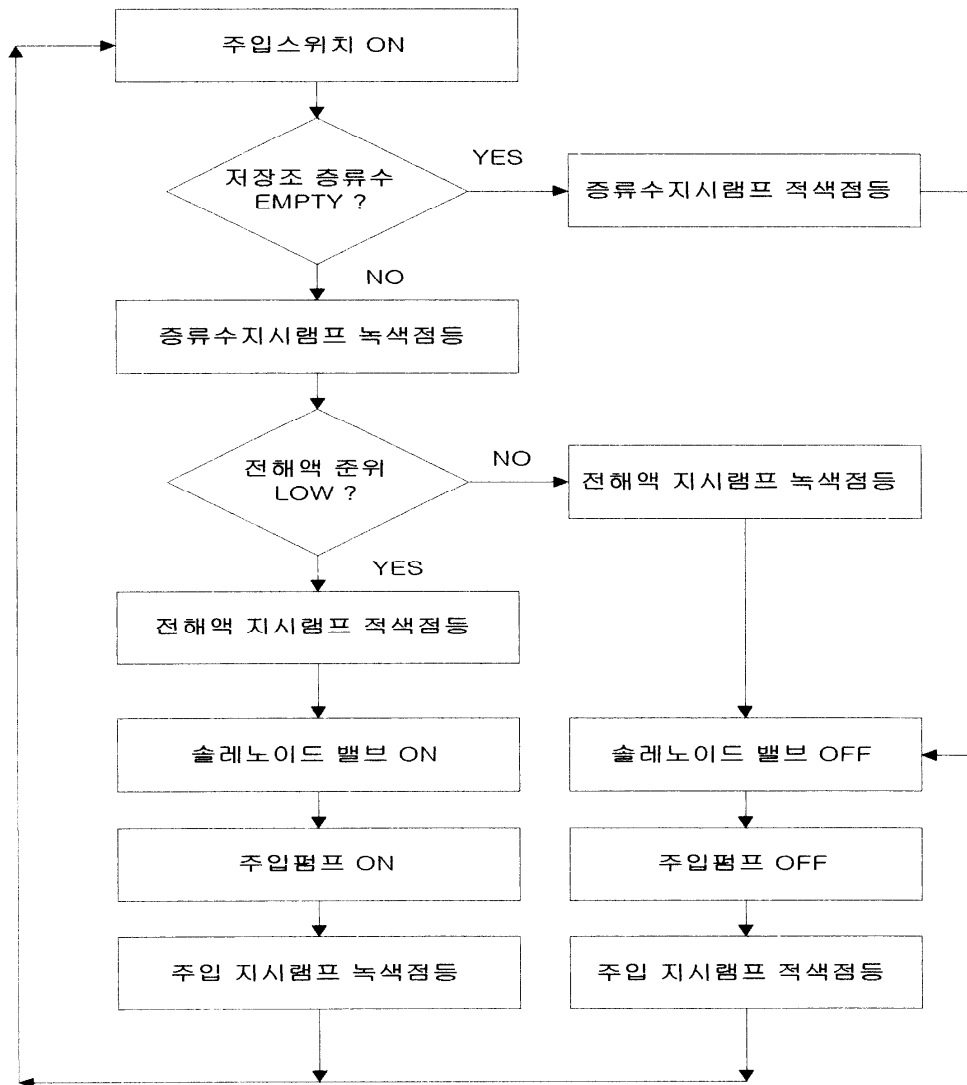 주입스위치 ON
저장조 증류수
EMPTY ?
YES
증류수지시램프 적색점등
NO
증류수지시램프 녹색점등
전해액 준위
LOW ?
NO
전해액 지시램프 녹색점등
YES
전해액 지시램프 적색점등
솔레노이드 밸브 ON
솔레노이드 밸브 OFF
주입펌프 ON
주입펌프 OFF
주입 지시램프 녹색점등
주입 지시램프 적색점등